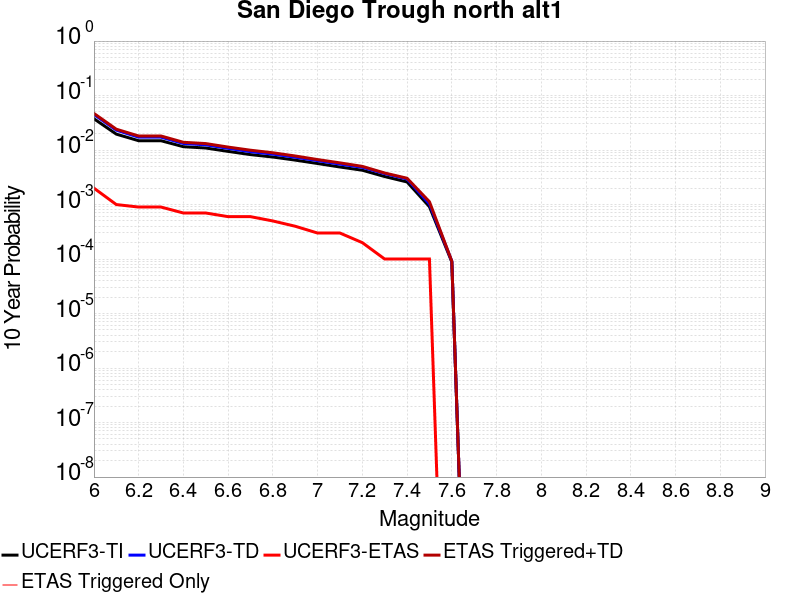 San Diego Trough north alt1
10 0
10 -1
10 -2
10 -3
10 -4
10 -5
10 -6
10 -7
10 -8
10 Year Probability
6 6.2 6.4 6.6 6.8 7 7.2 7.4 7.6 7.8 8 8.2 8.4 8.6 8.8 9
Magnitude
UCERF3-TI UCERF3-TD UCERF3-ETAS ETAS Triggered+TD
ETAS Triggered Only